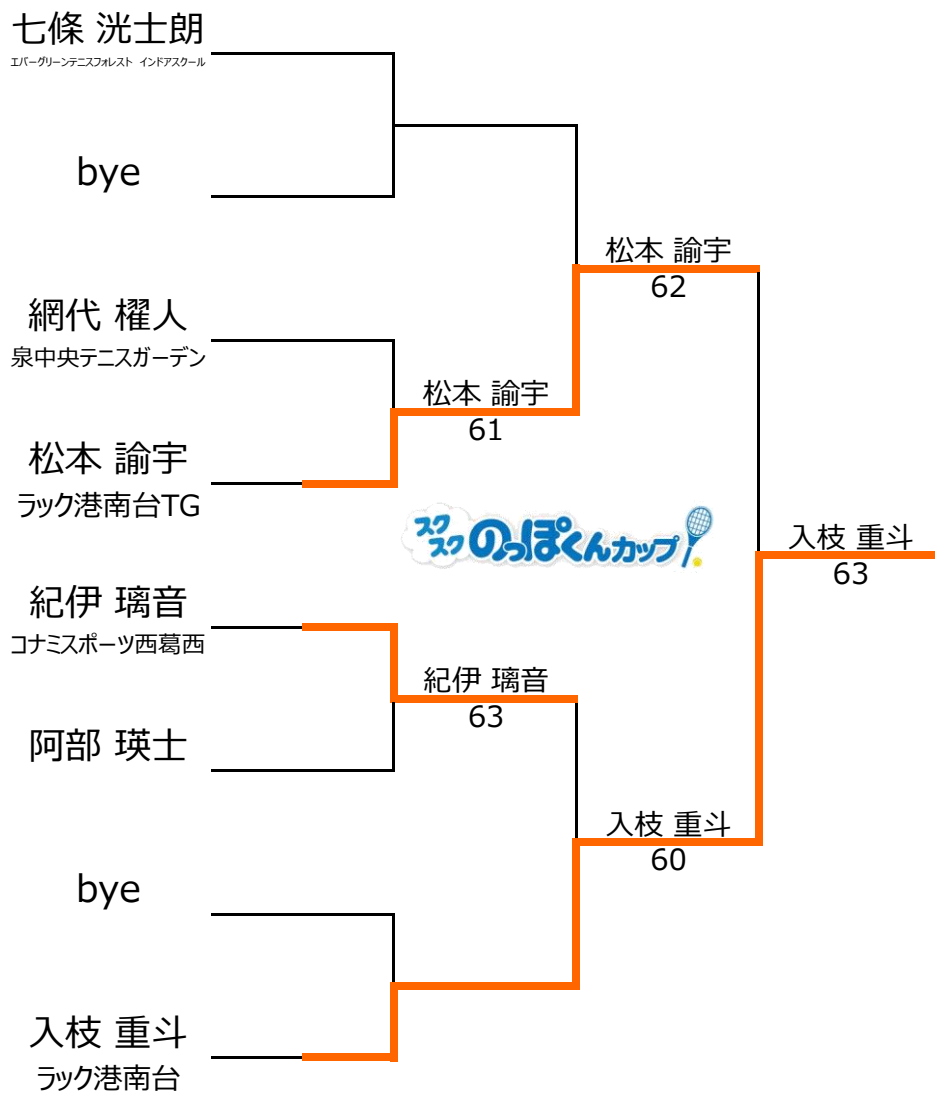 七條 洸士朗
エバーグリーンテニスフォレスト インドアスクール
bye
松本 諭宇
62
網代 櫂人
泉中央テニスガーデン
松本 諭宇
61
松本 諭宇
ラック港南台TG
スクスク のっぽくんカップ
入枝 重斗
63
紀伊 璃音
コナミスポーツ西葛西
紀伊 璃音
63
阿部 瑛士
入枝 重斗
60
bye
入枝 重斗
ラック港南台